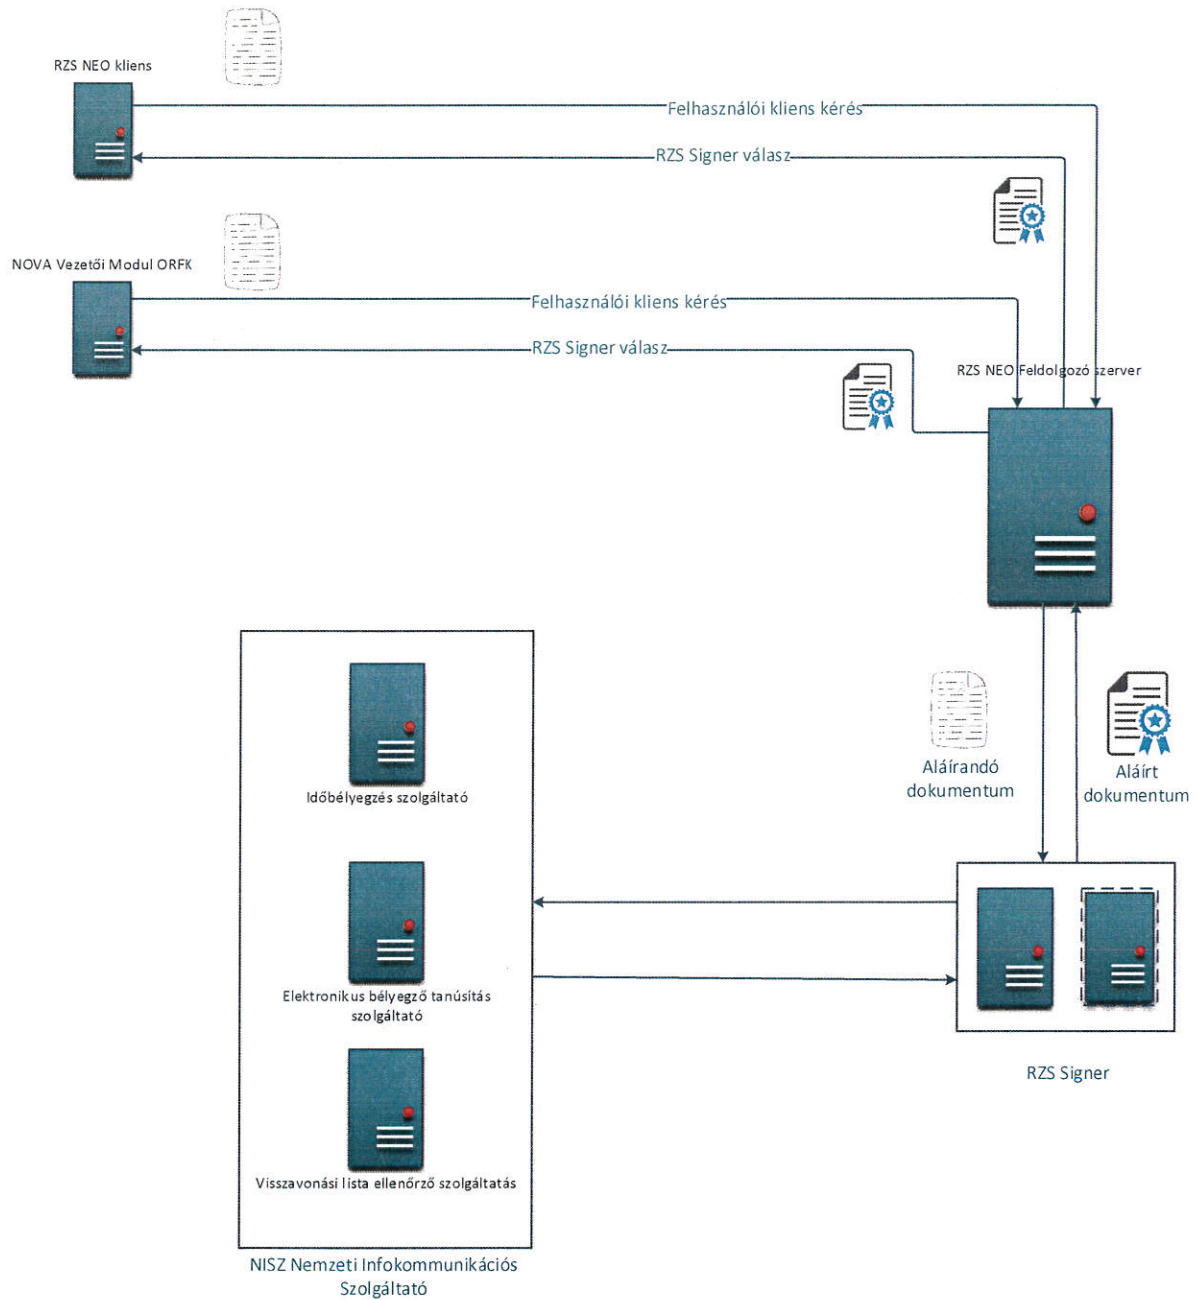 RZS NEO kliens
Felhasználói kliens kérés
RZS Signer válasz
NOVA Vezetői Modul ORFK
Felhasználói kliens kérés
RZS Signer válasz
RZS NEO Feldolgozó szerver
Aláírandó
dokumentum
Aláírt
dokumentum
Időbélyegzés szolgáltató
Elektronikus bélyegző tanúsítás
szolgáltató
Visszavonási lista ellenőrző szolgáltatás
RZS Signer
NISZ Nemzeti Infokommunikációs
Szolgáltató